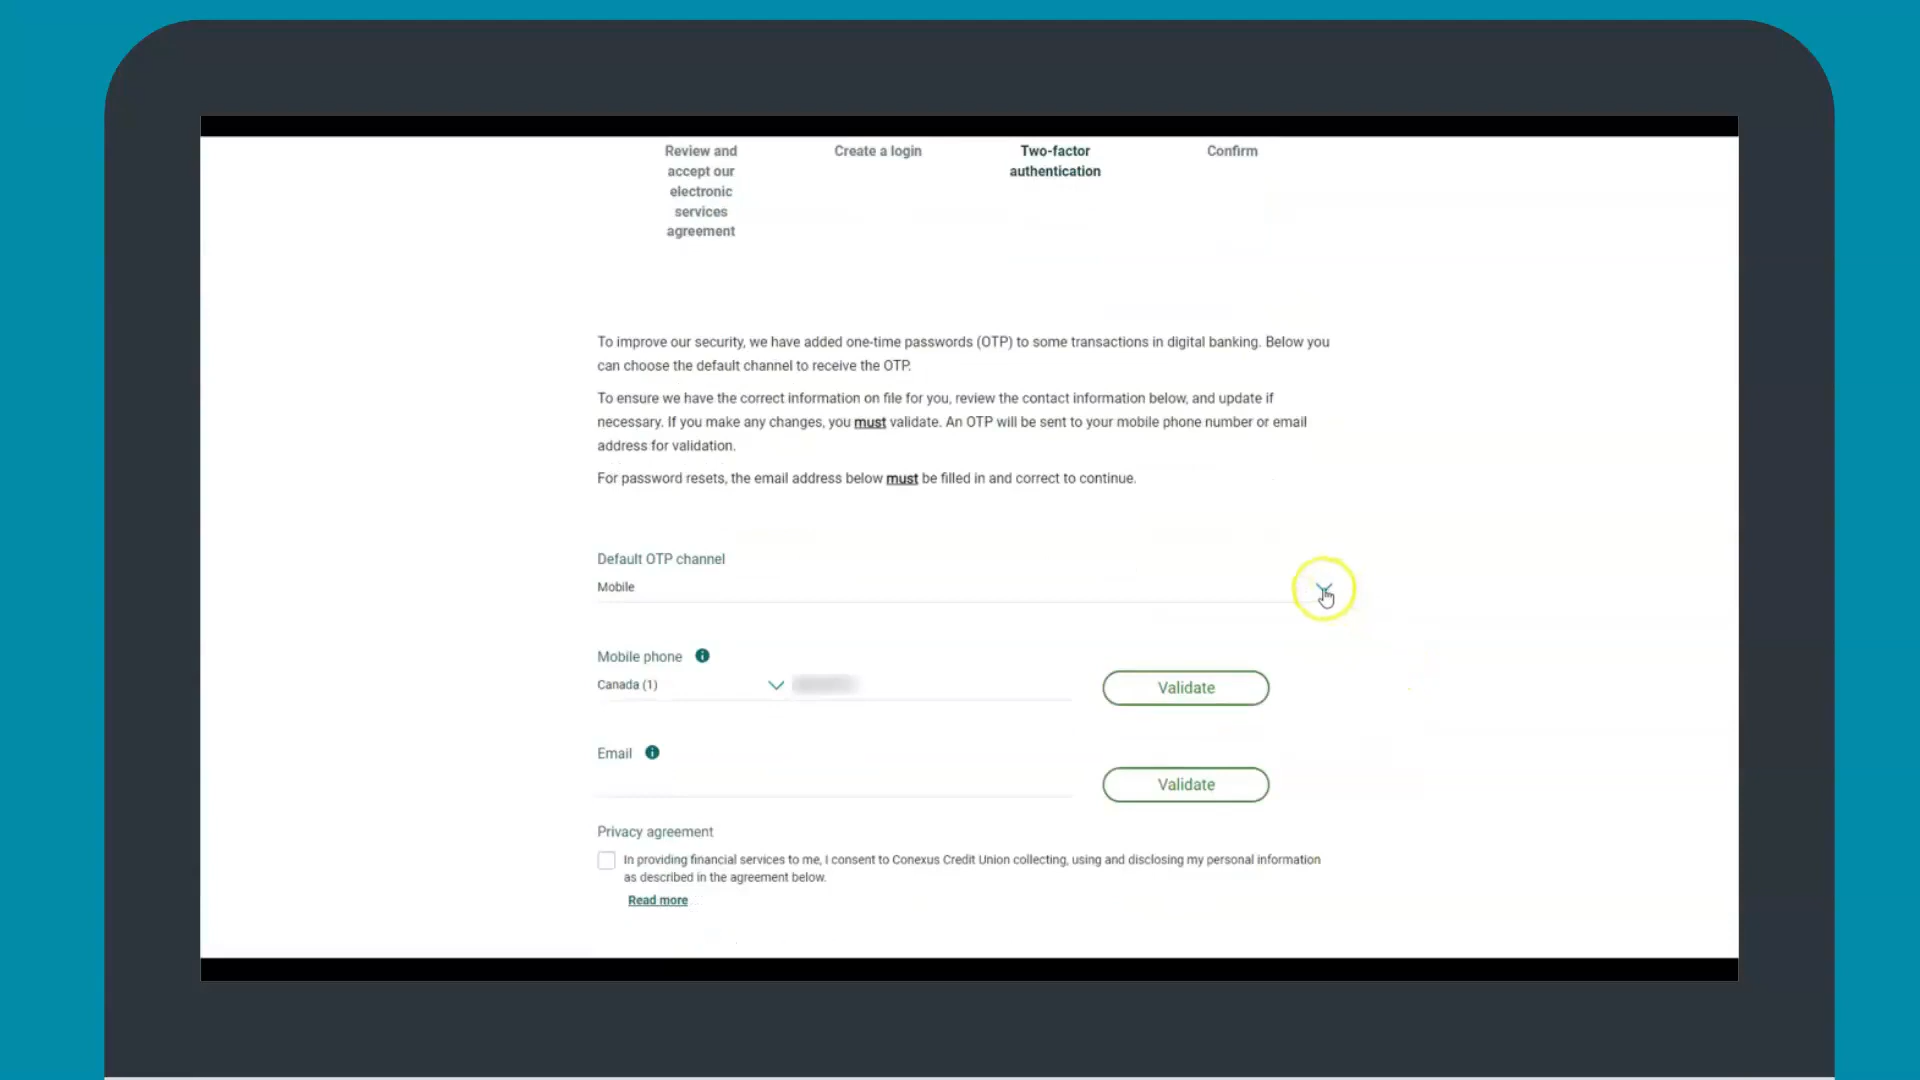 Review and
accept our
electronic
services
agreement
Create a login
Two-factor
authentication
Confirm
To improve our security, we have added one-time passwords (OTP) to some transactions in digital banking. Below you
can choose the default channel to receive the OTP.
To ensure we have the correct information on file for you, review the contact information below, and update if
necessary. If you make any changes, you must validate. An OTP will be sent to your mobile phone number or email
address for validation.
For password resets, the email address below must be filled in and correct to continue.
Default OTP channel
Mobile
Mobile phone
Canada (1)
Validate
Email
Validate
Privacy agreement
In providing financial services to me, I consent to Conexus Credit Union collecting, using and disclosing my personal information
as described in the agreement below.
Read more